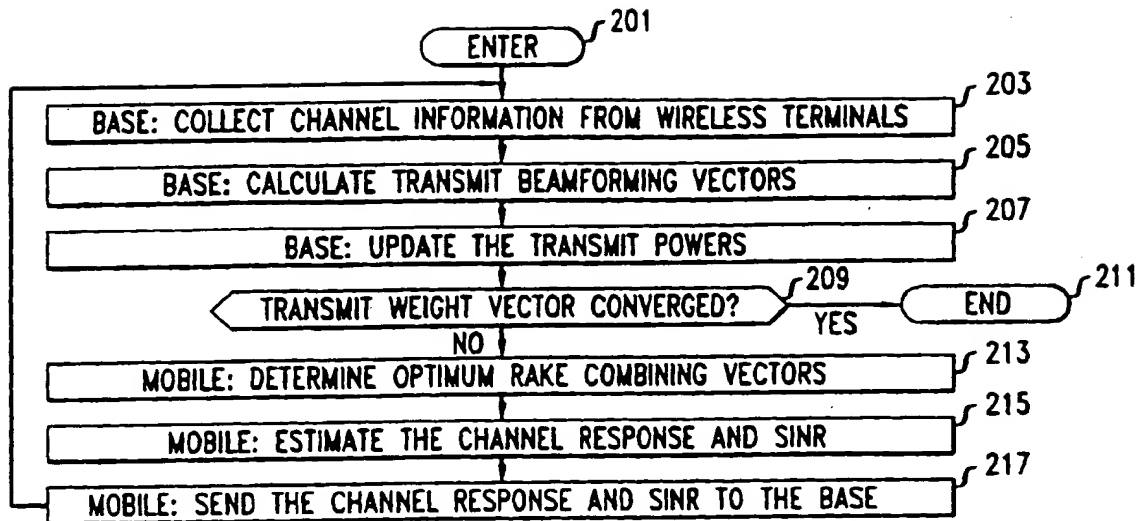 ENTER
201
203
BASE: COLLECT CHANNEL INFORMATION FROM WIRELESS TERMINALS
205
BASE: CALCULATE TRANSMIT BEAMFORMING VECTORS
207
BASE: UPDATE THE TRANSMIT POWERS
209
TRANSMIT WEIGHT VECTOR CONVERGED?
YES
END
211
NO
213
MOBILE: DETERMINE OPTIMUM RAKE COMBINING VECTORS
215
MOBILE: ESTIMATE THE CHANNEL RESPONSE AND SINR
217
MOBILE: SEND THE CHANNEL RESPONSE AND SINR TO THE BASE